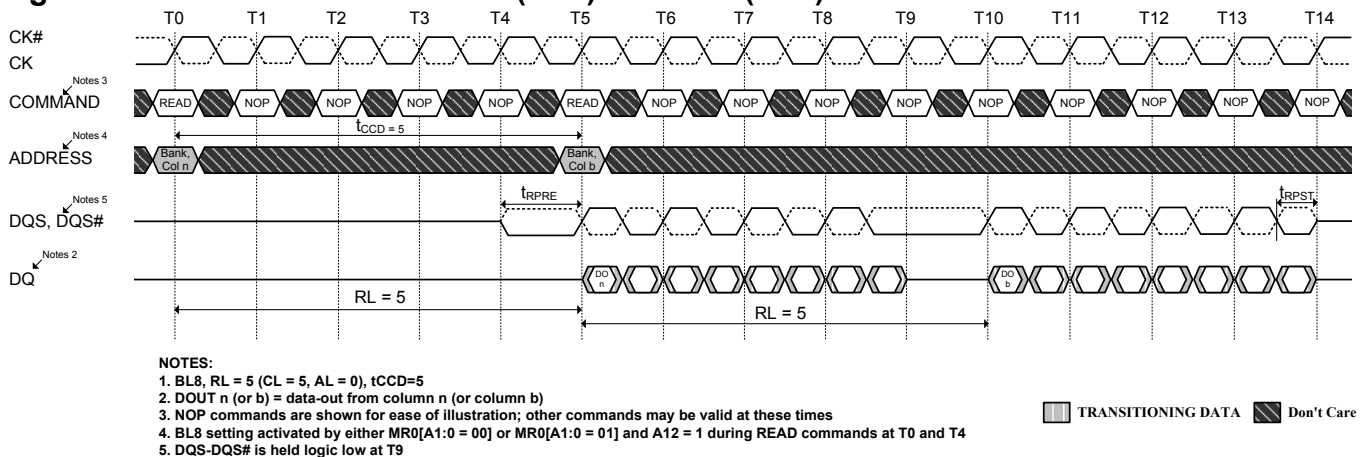 T0 T1 T2 T3 T4 T5 T6 T7 T8 T9 T10 T11 T12 T13 T14
CK#
CK
Notes 3
COMMAND READ NOP NOP NOP NOP READ NOP NOP NOP NOP NOP NOP NOP NOP NOP
tCCD = 5
Notes 4
ADDRESS Bank, Col n Bank, Col b
Notes 5
tRPRE tRPST
DQS, DQS#
Notes 2
DQ DO n DO b
RL = 5 RL = 5
NOTES:
1. BL8, RL = 5 (CL = 5, AL = 0), tCCD=5
2. DOUT n (or b) = data-out from column n (or column b)
3. NOP commands are shown for ease of illustration; other commands may be valid at these times
4. BL8 setting activated by either MR0[A1:0 = 00] or MR0[A1:0 = 01] and A12 = 1 during READ commands at T0 and T4
5. DQS-DQS# is held logic low at T9
TRANSITIONING DATA Don't Care